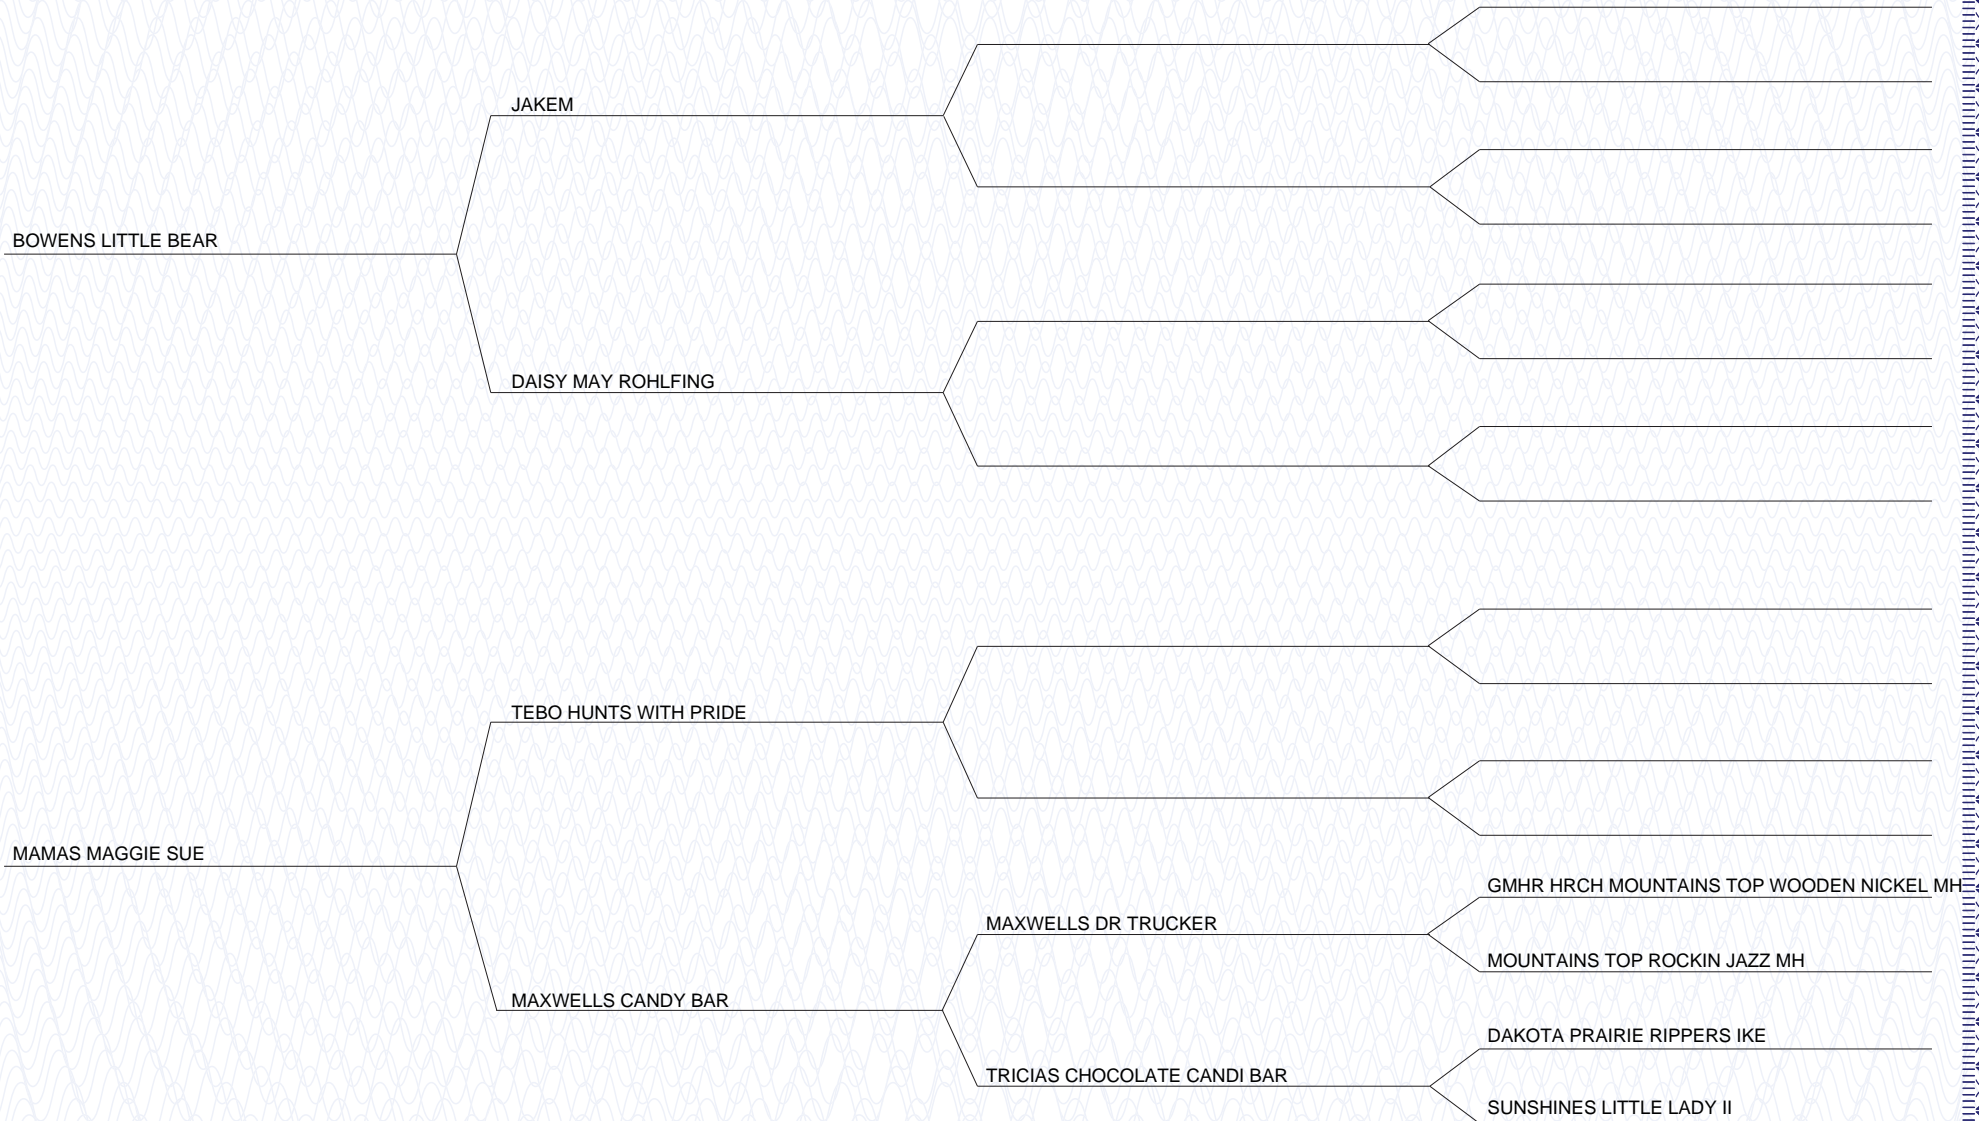 JAKEM
BOWENS LITTLE BEAR
DAISY MAY ROHLFING
TEBO HUNTS WITH PRIDE
MAMAS MAGGIE SUE
GMHR HRCH MOUNTAINS TOP WOODEN NICKEL MH
MAXWELLS DR TRUCKER
MOUNTAINS TOP ROCKIN JAZZ MH
MAXWELLS CANDY BAR
DAKOTA PRAIRIE RIPPERS IKE
TRICIAS CHOCOLATE CANDI BAR
SUNSHINES LITTLE LADY II